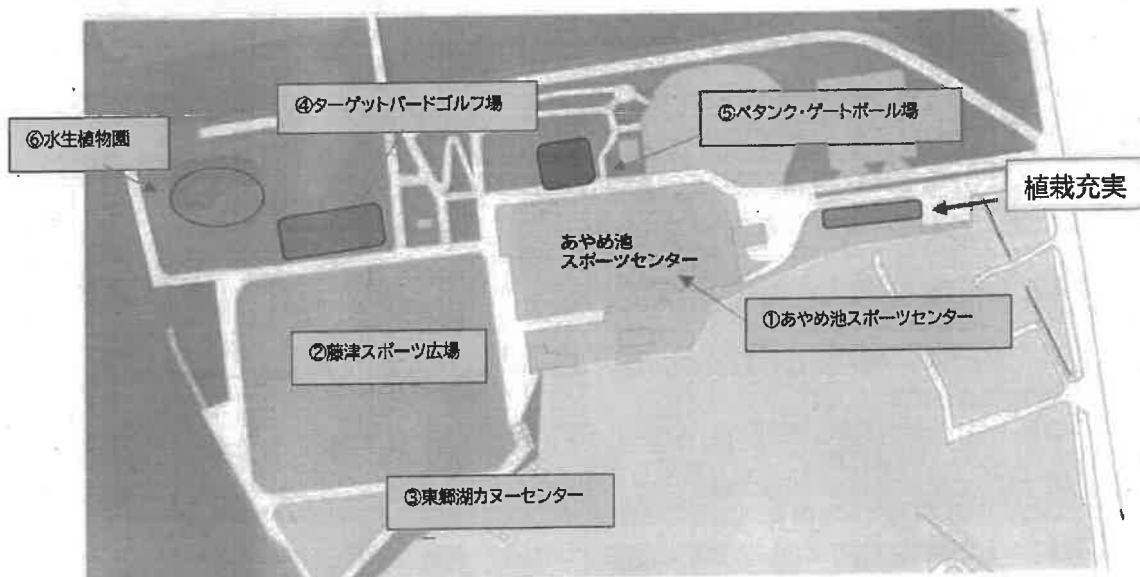 ④ターゲットバードゴルフ場
⑤ペタンク・ゲートボール場
⑥水生植物園
植栽充実
あやめ池
スポーツセンター
①あやめ池スポーツセンター
②藤津スポーツ広場
③東郷湖カヌーセンター